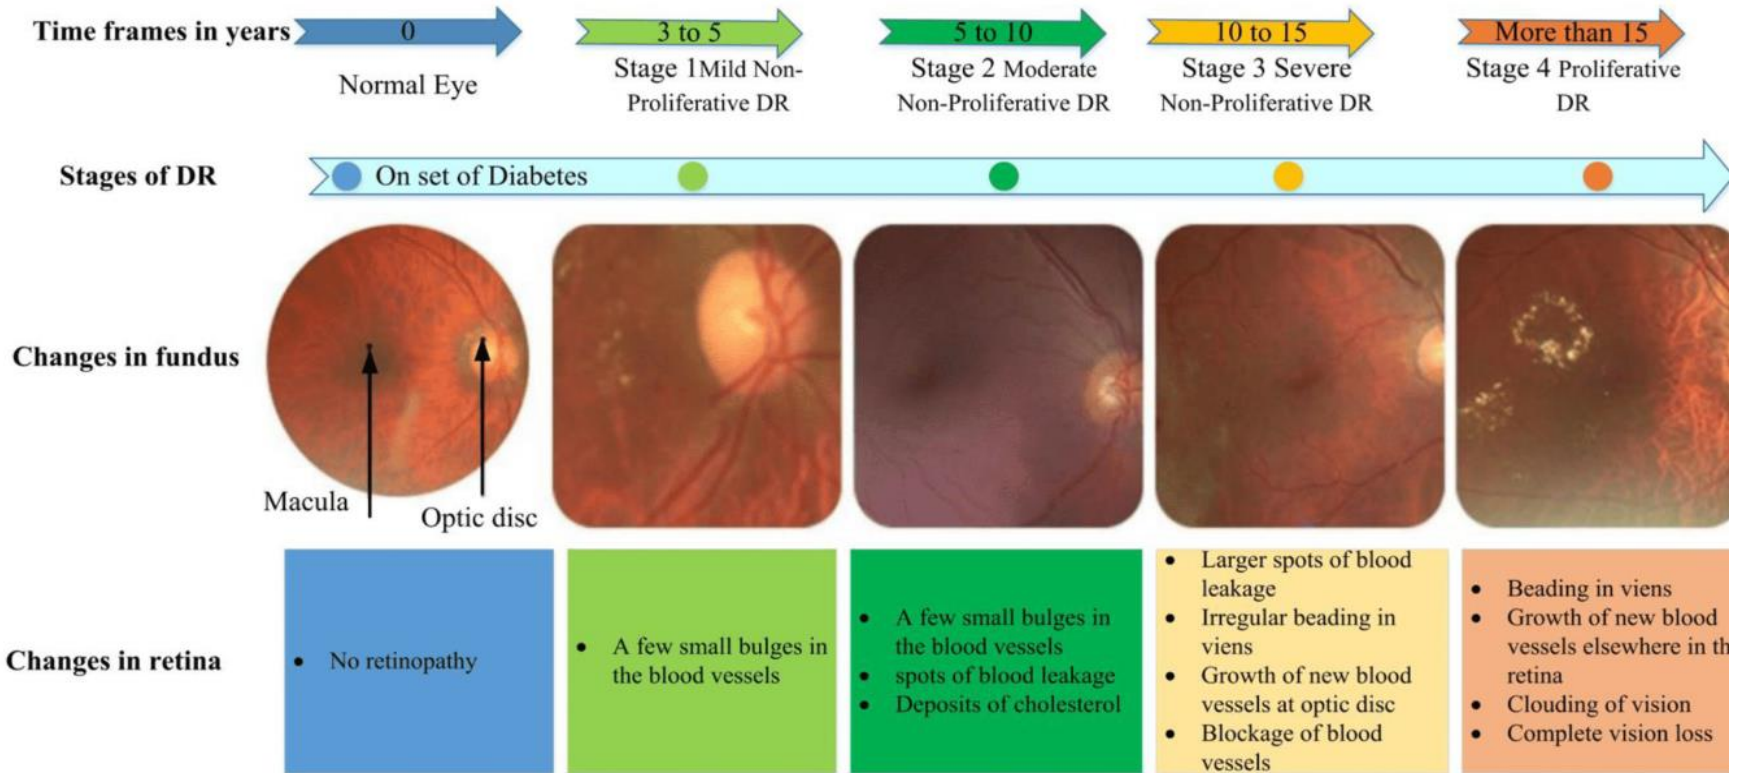 Time frames in years 0 3 to 5 5 to 10 10 to 15 More than 15
Normal Eye
Stage 1Mild Non-
Proliferative DR
Stage 2 Moderate
Non-Proliferative DR
Stage 3 Severe
Non-Proliferative DR
Stage 4 Proliferative
DR
Stages of DR
On set of Diabetes
Changes in fundus
Macula
Optic disc
Changes in retina
• No retinopathy
• A few small bulges in
the blood vessels
• A few small bulges in
the blood vessels
• spots of blood leakage
• Deposits of cholesterol
• Larger spots of blood
leakage
• Irregular beading in
viens
• Growth of new blood
vessels at optic disc
• Blockage of blood
vessels
• Beading in viens
• Growth of new blood
vessels elsewhere in th
retina
• Clouding of vision
• Complete vision loss